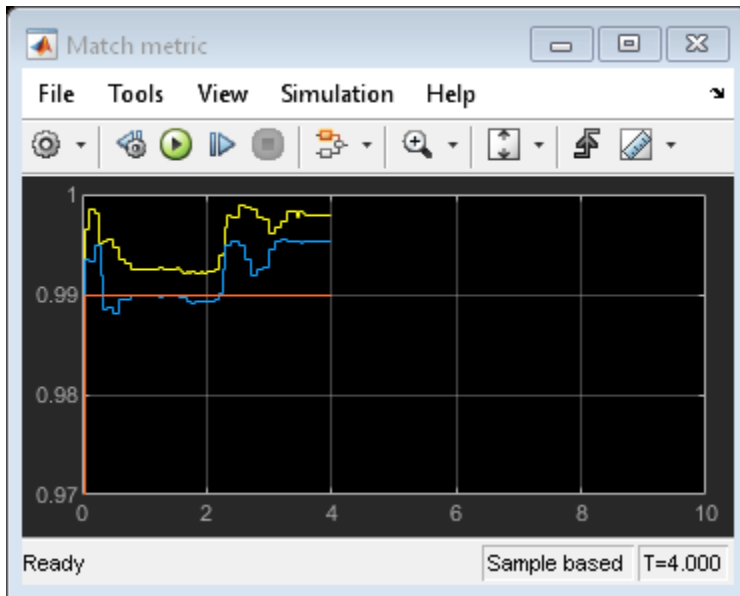 Match metric
File Tools View Simulation Help
1
0.99
0.98
0.97
0 2 4 6 8 10
Ready Sample based T=4.000